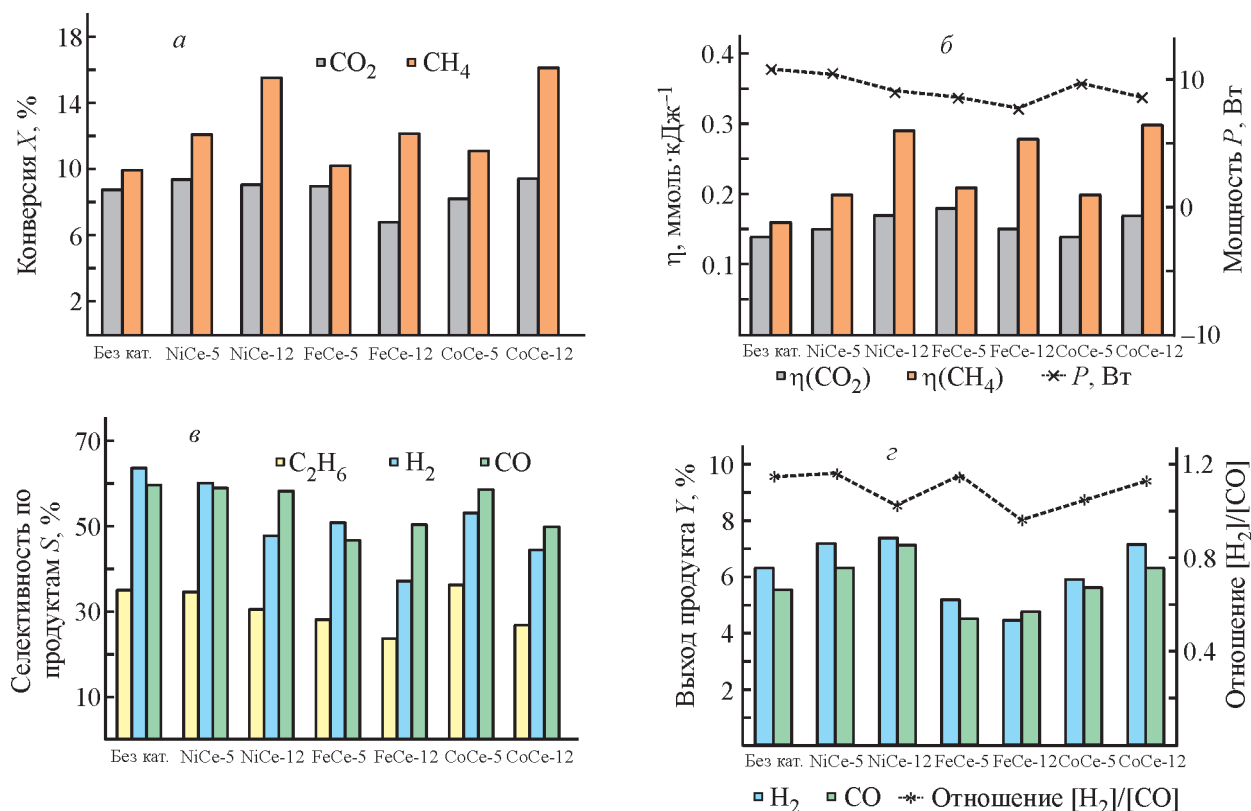 а
CO₂ CH₄
Конверсия X, %
18
14
10
6
2
Без кат. NiCe-5 NiCe-12 FeCe-5 FeCe-12 CoCe-5 CoCe-12
б
η, ммоль·кДж⁻¹
0.4
0.3
0.2
0.1
Мощность P, Вт
10
0
–10
Без кат. NiCe-5 NiCe-12 FeCe-5 FeCe-12 CoCe-5 CoCe-12
η(CO₂) η(CH₄) P, Вт
в
C₂H₆ H₂ CO
Селективность по
продуктам S, %
70
50
30
10
Без кат. NiCe-5 NiCe-12 FeCe-5 FeCe-12 CoCe-5 CoCe-12
г
Выход продукта Y, %
10
8
6
4
2
Отношение [H₂]/[CO]
1.2
0.8
0.4
Без кат. NiCe-5 NiCe-12 FeCe-5 FeCe-12 CoCe-5 CoCe-12
H₂ CO Отношение [H₂]/[CO]